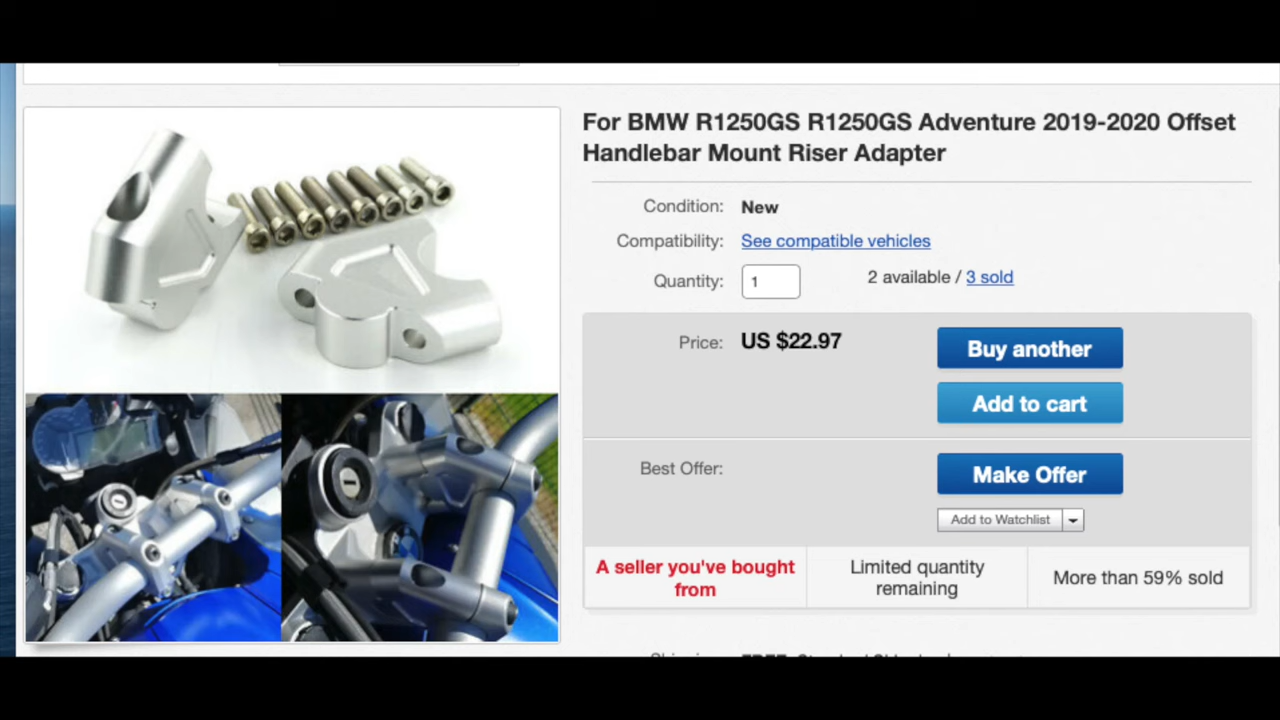 For BMW R1250GS R1250GS Adventure 2019-2020 Offset
Handlebar Mount Riser Adapter
Condition: New
Compatibility: See compatible vehicles
Quantity: 1 2 available / 3 sold
Price: US $22.97 Buy another
Add to cart
Best Offer: Make Offer
Add to Watchlist
A seller you've bought from
Limited quantity remaining
More than 59% sold